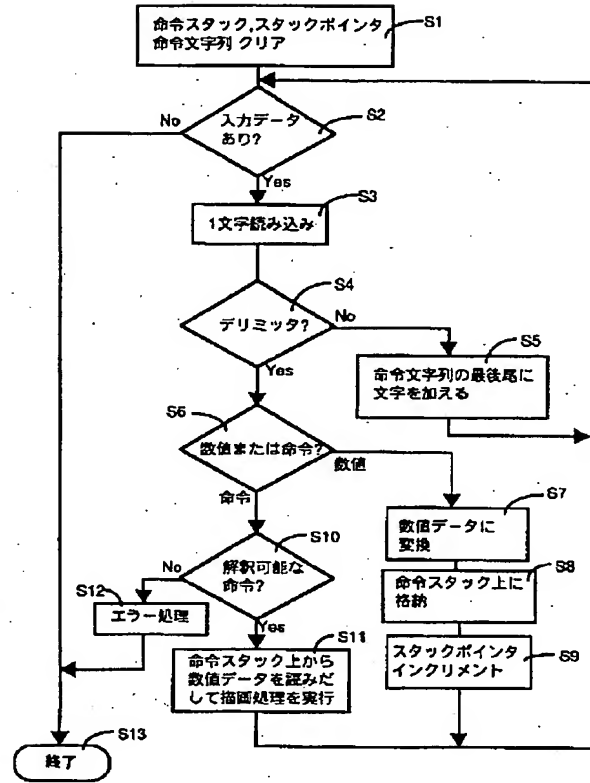 命令スタック,スタックポインタ
命令文字列 クリア
S1
No
入力データ
あり?
S2
Yes
S3
1文字読み込み
S4
デリミッタ?
No
Yes
S5
命令文字列の最後尾に
文字を加える
S6
数値または命令?
数値
命令
S7
数値データに
変換
S10
No
解釈可能な
命令?
S8
命令スタック上に
格納
S12
エラー処理
Yes
S11
命令スタック上から
数値データを読みだ
して描画処理を実行
スタックポインタ
インクリメント
S9
S13
終了